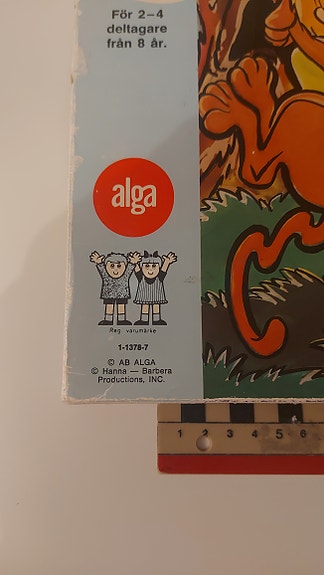 För 2–4
deltagare
från 8 år.
alga
Reg. varumärke
1-1378-7
© AB ALGA
© Hanna — Barbera
Productions, INC.
1 2 3 4 5 6